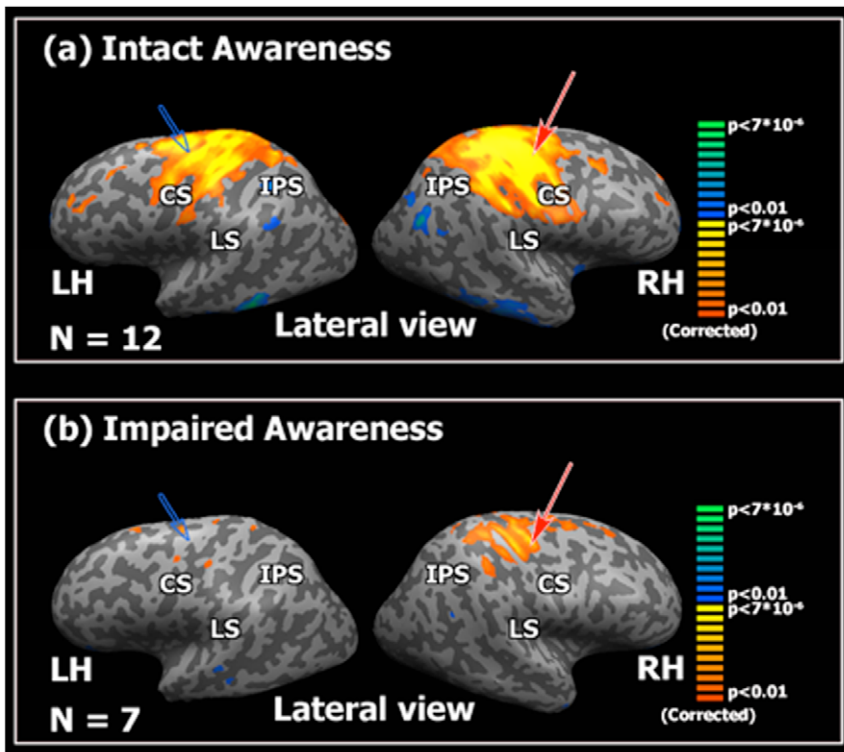 (a) Intact Awareness
CS
IPS
LS
LH
N = 12
IPS
CS
LS
RH
Lateral view
p<7*10⁻⁶
p<0.01
p<7*10⁻⁶
p<0.01
(Corrected)
(b) Impaired Awareness
CS
IPS
LS
LH
N = 7
IPS
CS
LS
RH
Lateral view
p<7*10⁻⁶
p<0.01
p<7*10⁻⁶
p<0.01
(Corrected)